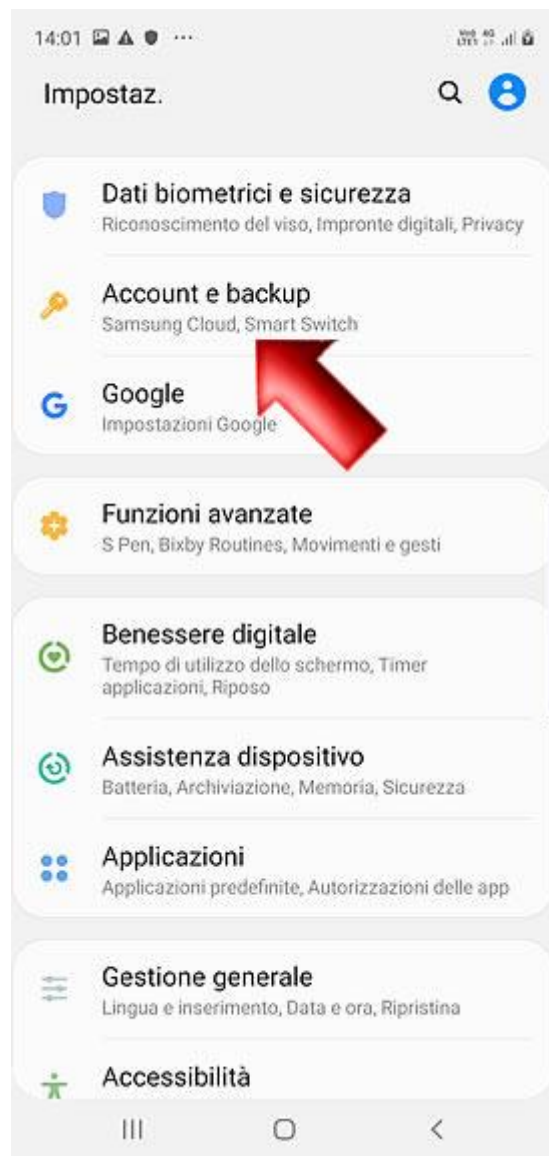 14:01
Impostaz.
Dati biometrici e sicurezza
Riconoscimento del viso, Impronte digitali, Privacy
Account e backup
Samsung Cloud, Smart Switch
Google
Impostazioni Google
Funzioni avanzate
S Pen, Bixby Routines, Movimenti e gesti
Benessere digitale
Tempo di utilizzo dello schermo, Timer
applicazioni, Riposo
Assistenza dispositivo
Batteria, Archiviazione, Memoria, Sicurezza
Applicazioni
Applicazioni predefinite, Autorizzazioni delle app
Gestione generale
Lingua e inserimento, Data e ora, Ripristina
Accessibilità